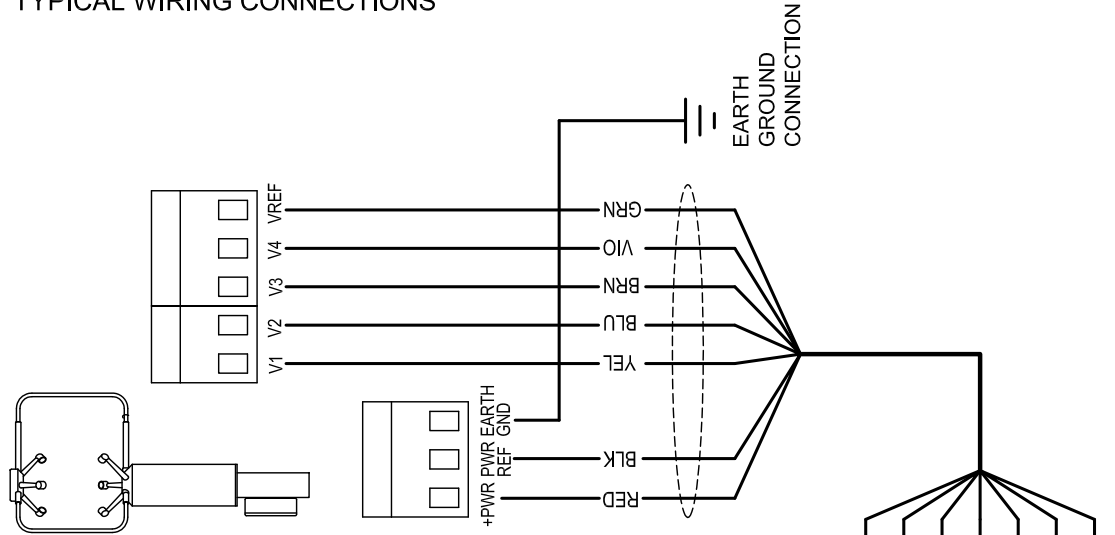 TYPICAL WIRING CONNECTIONS
EARTH
GROUND
CONNECTION
VREF
V4
V3
V2
V1
GRN
VIO
BRN
BLU
YEL
EARTH
GND
PWR
REF
+PWR
BLK
RED